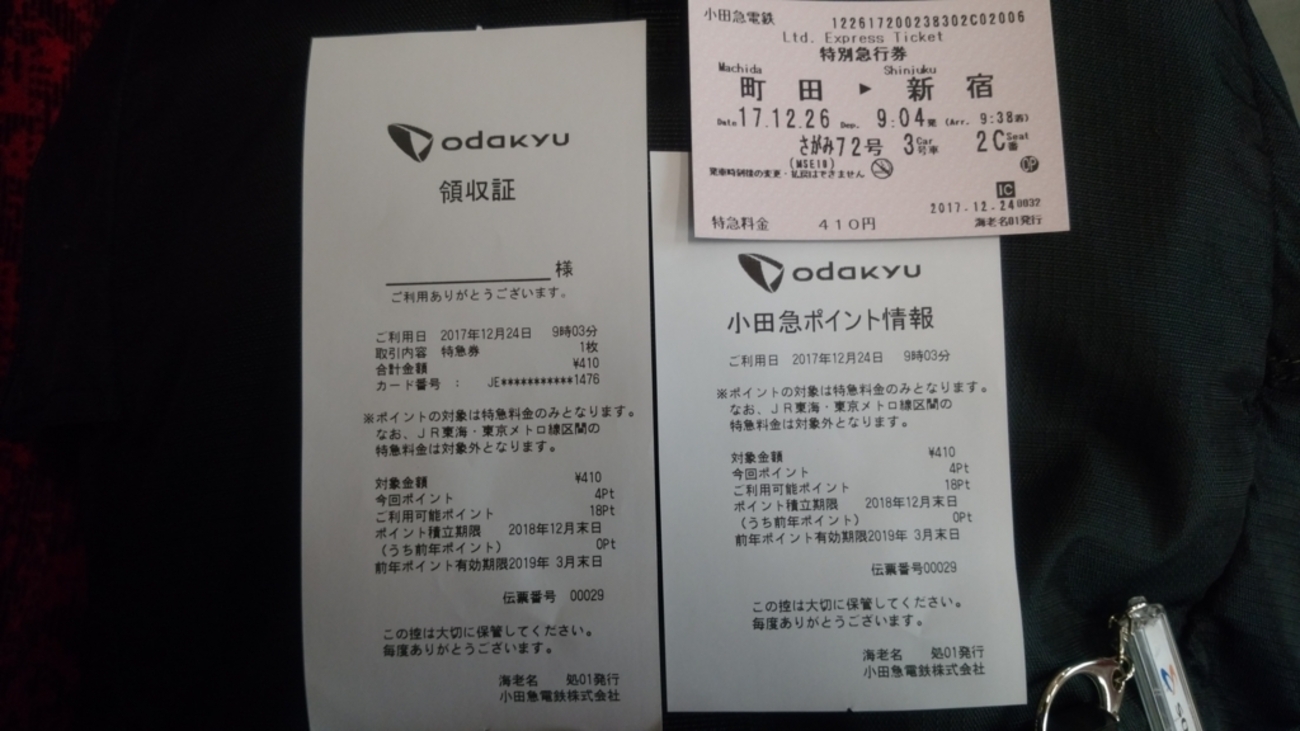 odakyu
領収証
様
ご利用ありがとうございます。
ご利用日 2017年12月24日 9時03分
取引内容 特急券 1枚
合計金額 ¥410
カード番号 : JE***********1476
※ポイントの対象は特急料金のみとなります。
なお、JR東海・東京メトロ線区間の
特急料金は対象外となります。
対象金額 ¥410
今回ポイント 4Pt
ご利用可能ポイント 18Pt
ポイント積立期限 2018年12月末日
(うち前年ポイント) 0Pt
前年ポイント有効期限2019年 3月末日
伝票番号 00029
この控は大切に保管してください。
毎度ありがとうございます。
海老名 処01発行
小田急電鉄株式会社
小田急電鉄 122617200238302C02006
Ltd. Express Ticket
特別急行券
Machida Shinjuku
町田 ▶ 新宿
Date 17.12.26 Dep. 9:04発 (Arr. 9:38着)
さがみ72号 3 Car 号車 2C Seat 番
(MSE10)
発車時刻後の変更・払戻はできません
DP
IC
2017.12.24 0032
特急料金 410円 海老名01発行
odakyu
小田急ポイント情報
ご利用日 2017年12月24日 9時03分
※ポイントの対象は特急料金のみとなります。
なお、JR東海・東京メトロ線区間の
特急料金は対象外となります。
対象金額 ¥410
今回ポイント 4Pt
ご利用可能ポイント 18Pt
ポイント積立期限 2018年12月末日
(うち前年ポイント) 0Pt
前年ポイント有効期限2019年 3月末日
伝票番号00029
この控は大切に保管してください。
毎度ありがとうございます。
海老名 処01発行
小田急電鉄株式会社